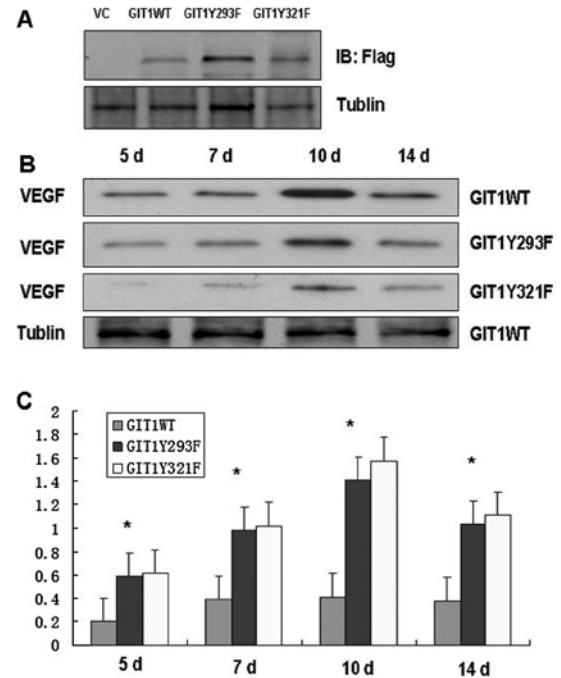 A
VC GIT1WT GIT1Y293F GIT1Y321F
IB: Flag
Tublin
B
5 d 7 d 10 d 14 d
VEGF GIT1WT
VEGF GIT1Y293F
VEGF GIT1Y321F
Tublin GIT1WT
C
2
1.8
1.6
1.4
1.2
1
0.8
0.6
0.4
0.2
0
GIT1WT
GIT1Y293F
GIT1Y321F
* * * *
5 d 7 d 10 d 14 d